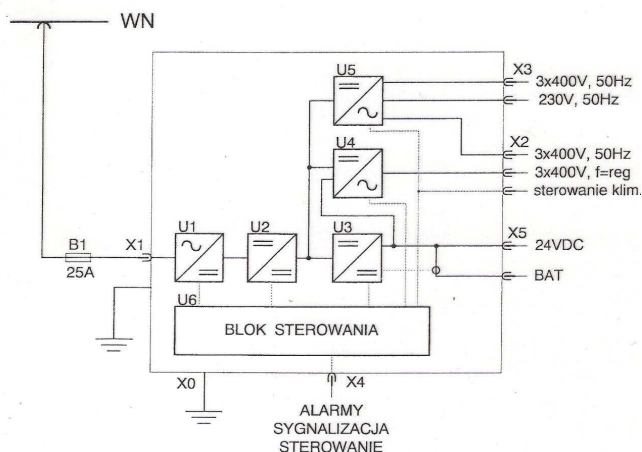 WN
X3
U5
3x400V, 50Hz
230V, 50Hz
X2
U4
3x400V, 50Hz
3x400V, f=reg
sterowanie klim.
B1
X1
U1
U2
U3
X5
24VDC
25A
BAT
U6
BLOK STEROWANIA
X0
X4
ALARMY
SYGNALIZACJA
STEROWANIE